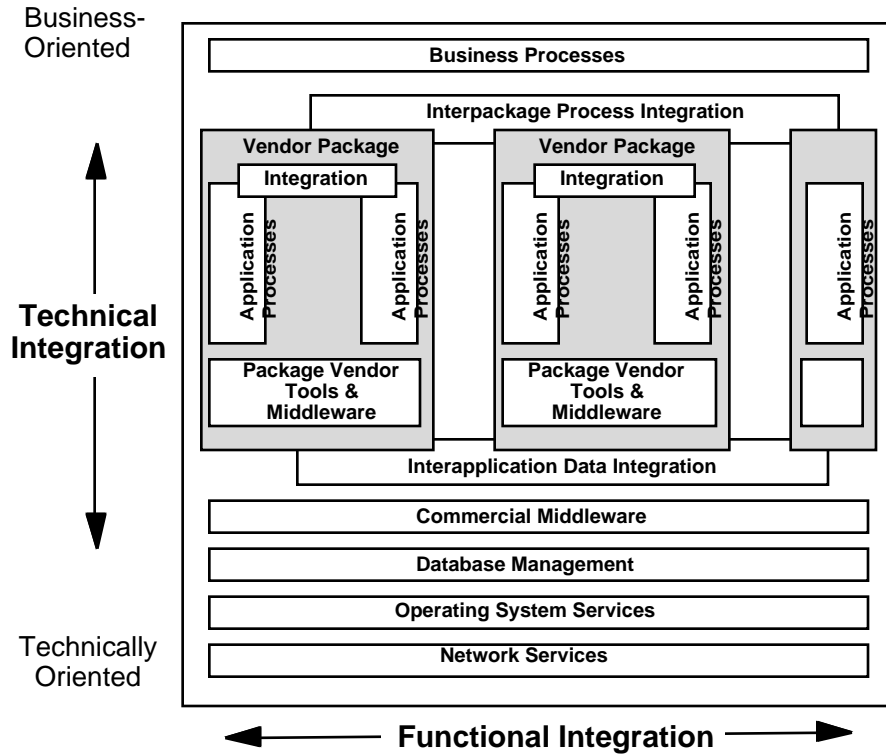 Business-
Oriented
Business Processes
Interpackage Process Integration
Vendor Package
Integration
Application
Processes
Application
Processes
Package Vendor
Tools &
Middleware
Vendor Package
Integration
Application
Processes
Application
Processes
Package Vendor
Tools &
Middleware
Application
Processes
Technical
Integration
Interapplication Data Integration
Commercial Middleware
Database Management
Operating System Services
Network Services
Technically
Oriented
Functional Integration